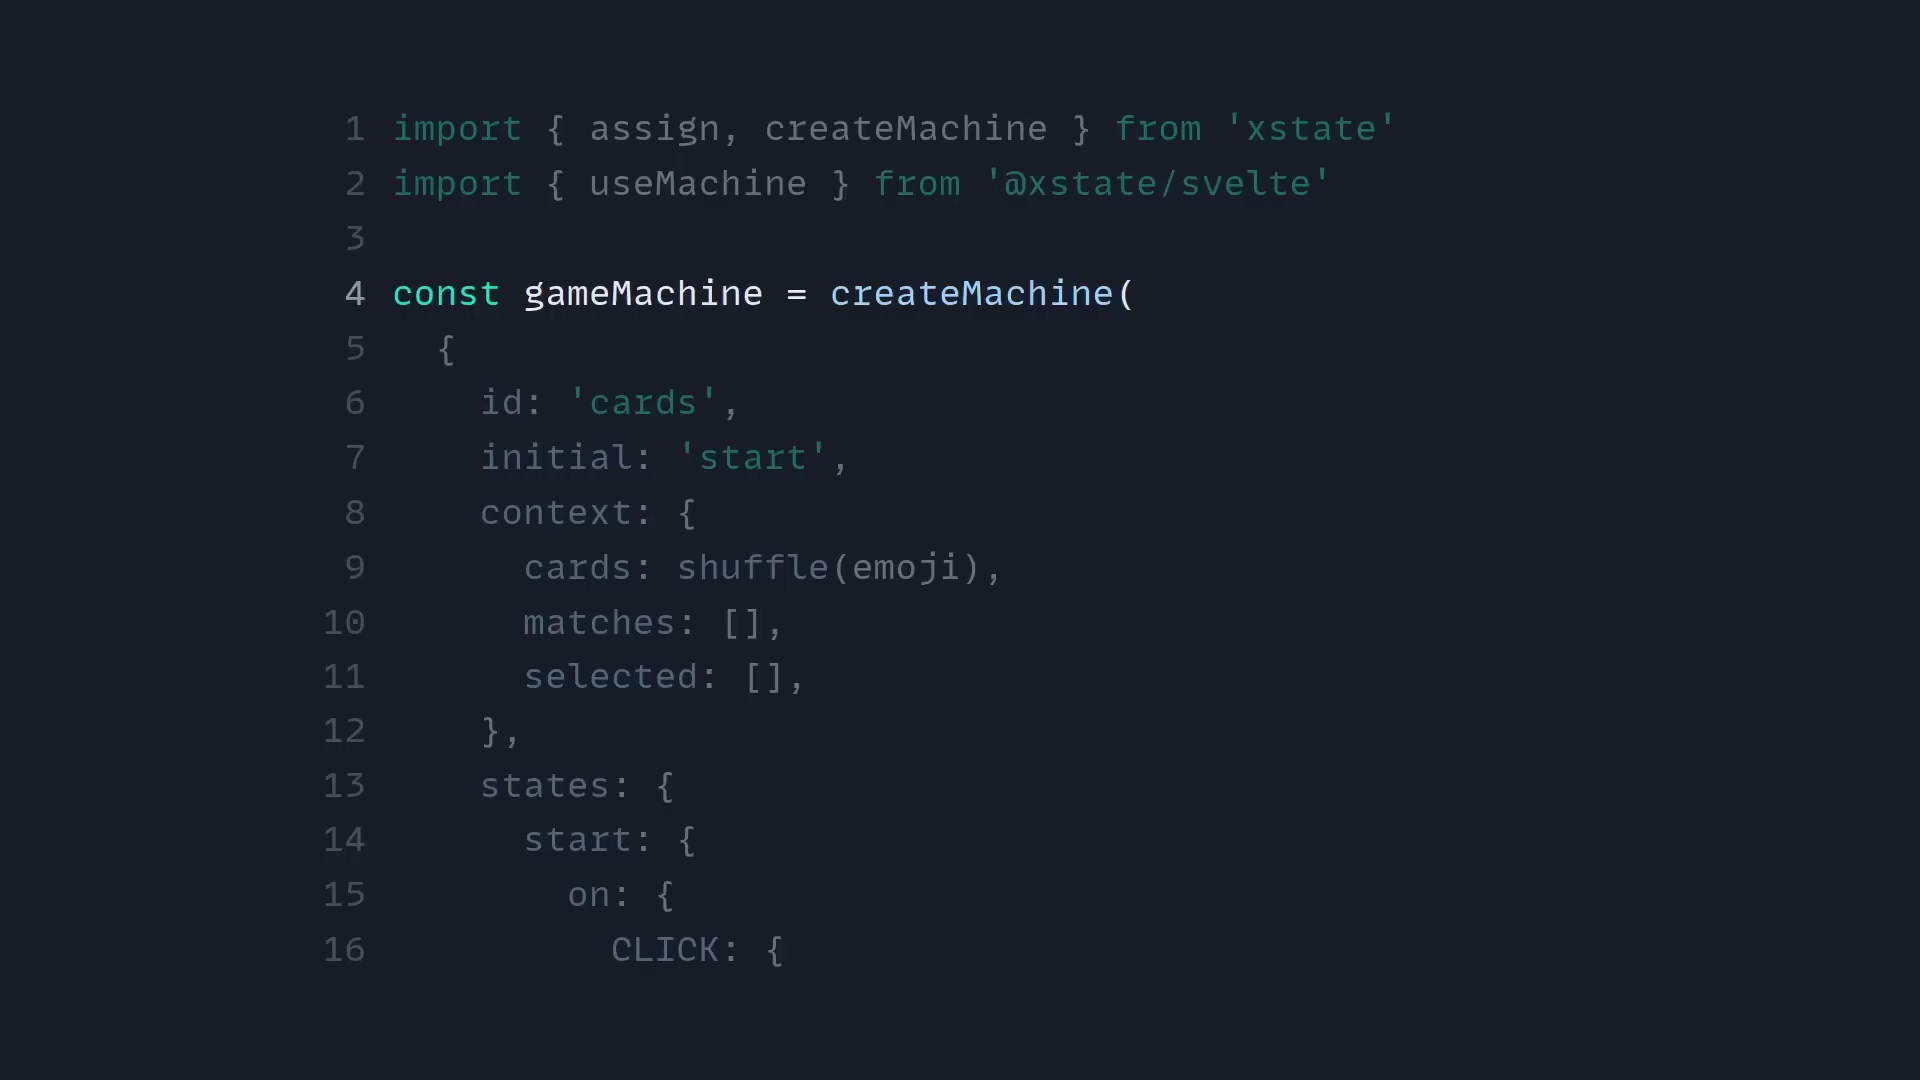 1 import { assign, createMachine } from 'xstate'
2 import { useMachine } from '@xstate/svelte'
3
4 const gameMachine = createMachine(
5   {
6     id: 'cards',
7     initial: 'start',
8     context: {
9       cards: shuffle(emoji),
10       matches: [],
11       selected: [],
12     },
13     states: {
14       start: {
15         on: {
16           CLICK: {